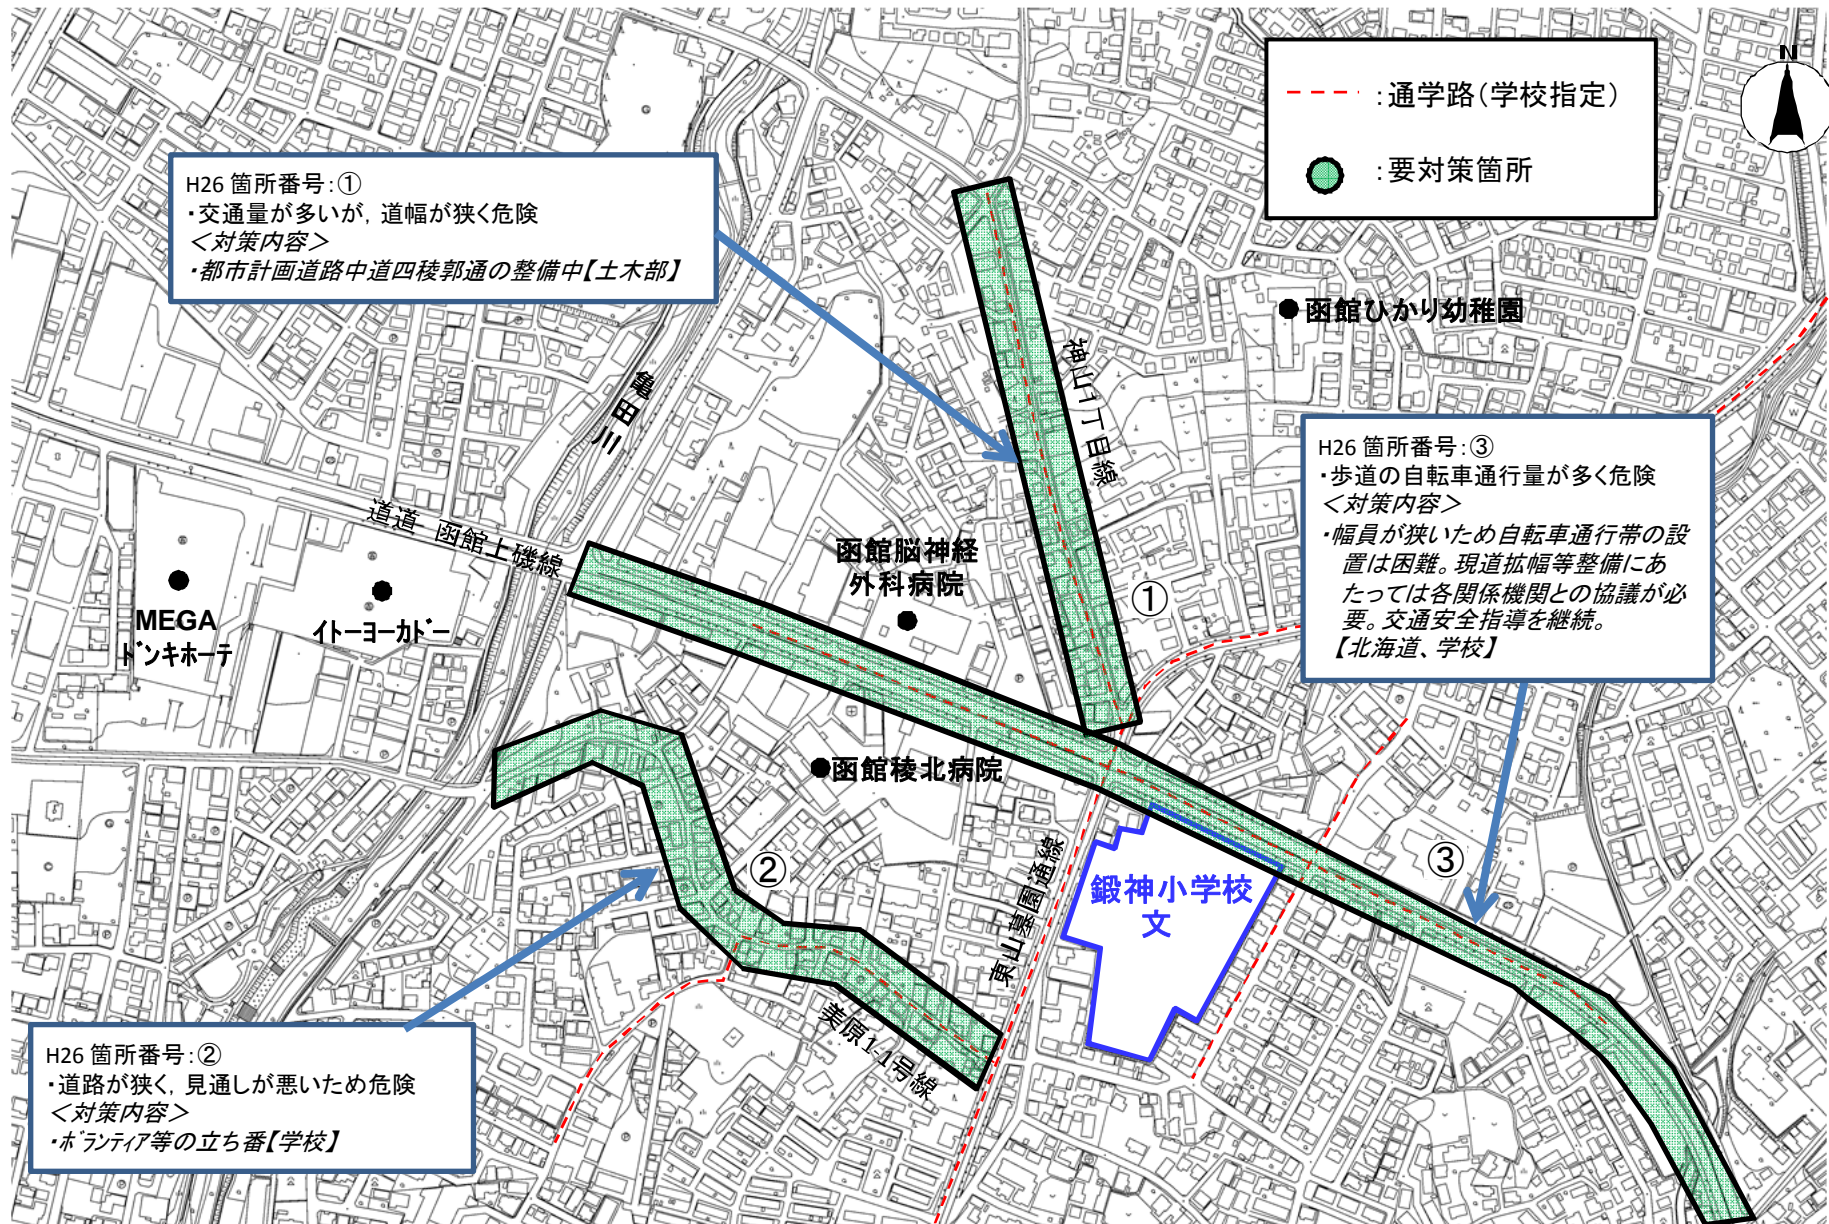 N
：通学路（学校指定）
：要対策箇所
H26 箇所番号：①
・交通量が多いが，道幅が狭く危険
＜対策内容＞
・都市計画道路中道四稜郭通の整備中【土木部】
函館ひかり幼稚園
神山1丁目線
亀田川
H26 箇所番号：③
・歩道の自転車通行量が多く危険
＜対策内容＞
・幅員が狭いため自転車通行帯の設
置は困難。現道拡幅等整備にあ
たっては各関係機関との協議が必
要。交通安全指導を継続。
【北海道、学校】
道道 函館上磯線
函館脳神経
外科病院
①
MEGA
ドンキホーテ
イトーヨーカドー
函館稜北病院
②
③
東山墓園通線
鍛神小学校
文
美原1-1号線
H26 箇所番号：②
・道路が狭く，見通しが悪いため危険
＜対策内容＞
・ボランティア等の立ち番【学校】